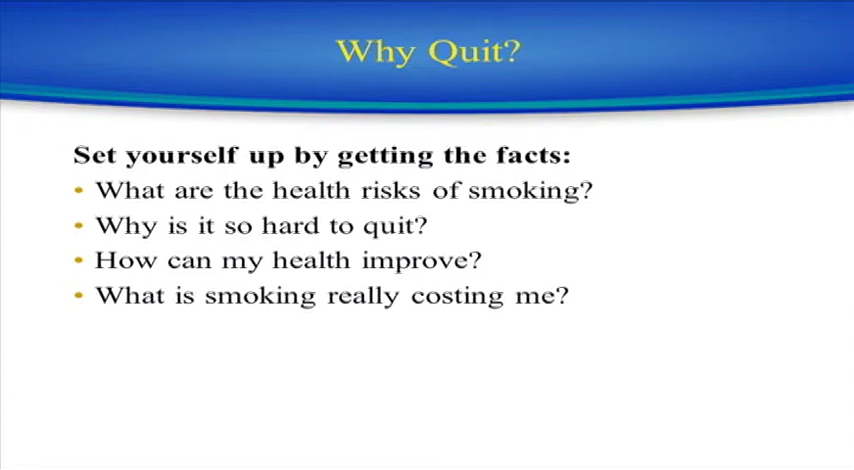 Why Quit?
Set yourself up by getting the facts:
• What are the health risks of smoking?
• Why is it so hard to quit?
• How can my health improve?
• What is smoking really costing me?